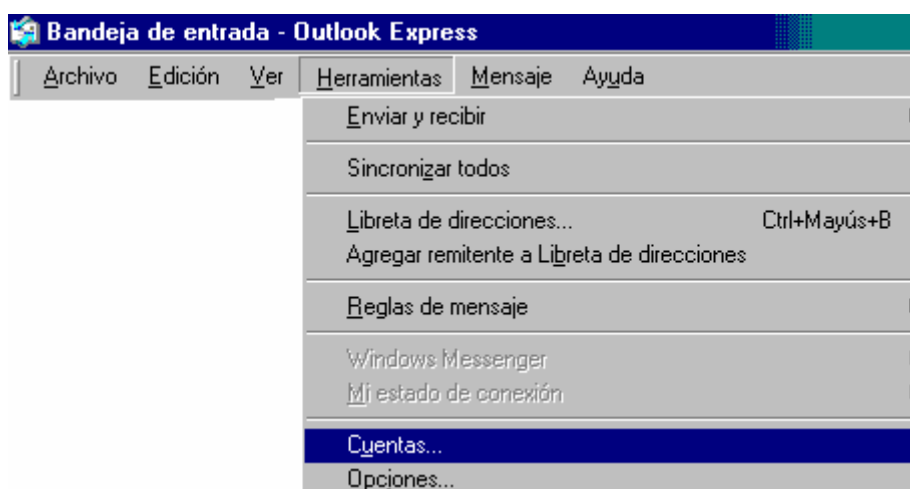 Bandeja de entrada - Outlook Express
Archivo Edición Ver Herramientas Mensaje Ayuda
Enviar y recibir
Sincronizar todos
Libreta de direcciones... Ctrl+Mayús+B
Agregar remitente a Libreta de direcciones
Reglas de mensaje
Windows Messenger
Mi estado de conexión
Cuentas...
Opciones...